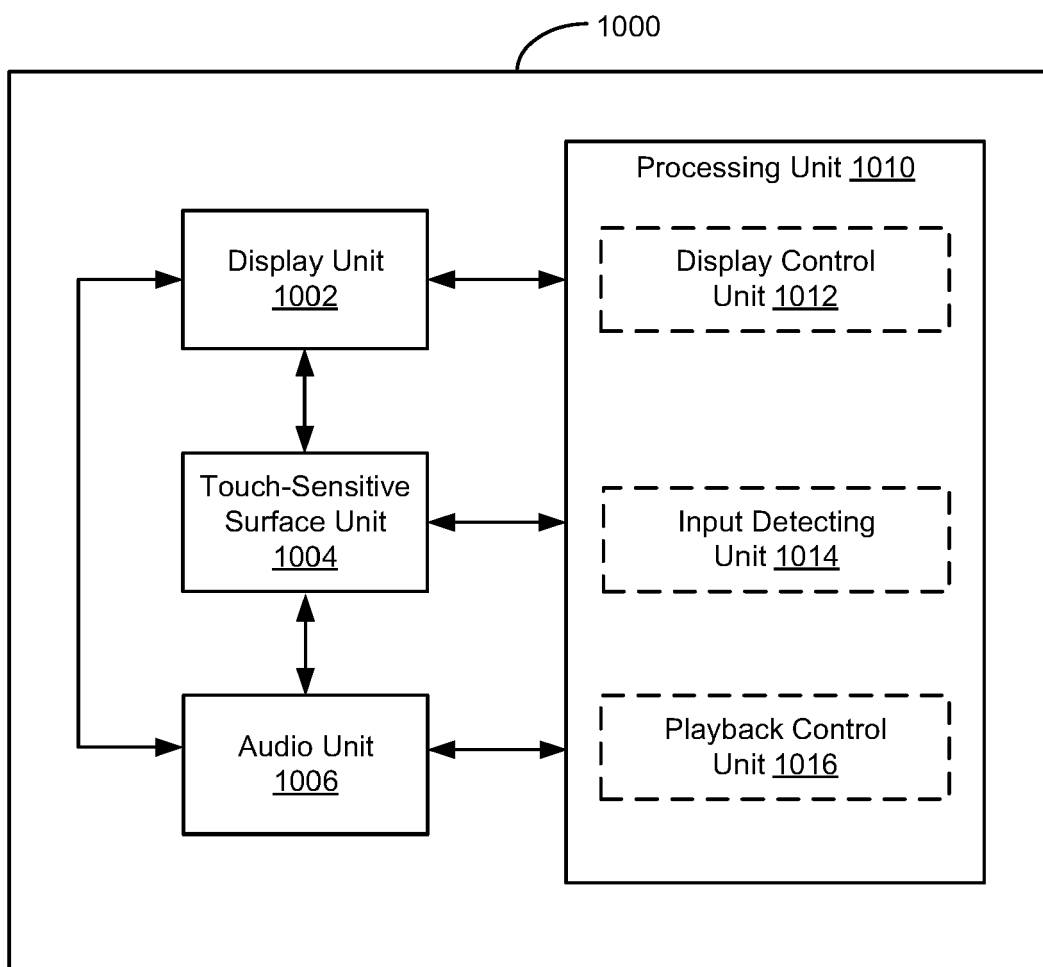 1000
Processing Unit 1010
Display Unit
1002
Display Control
Unit 1012
Touch-Sensitive
Surface Unit
1004
Input Detecting
Unit 1014
Audio Unit
1006
Playback Control
Unit 1016